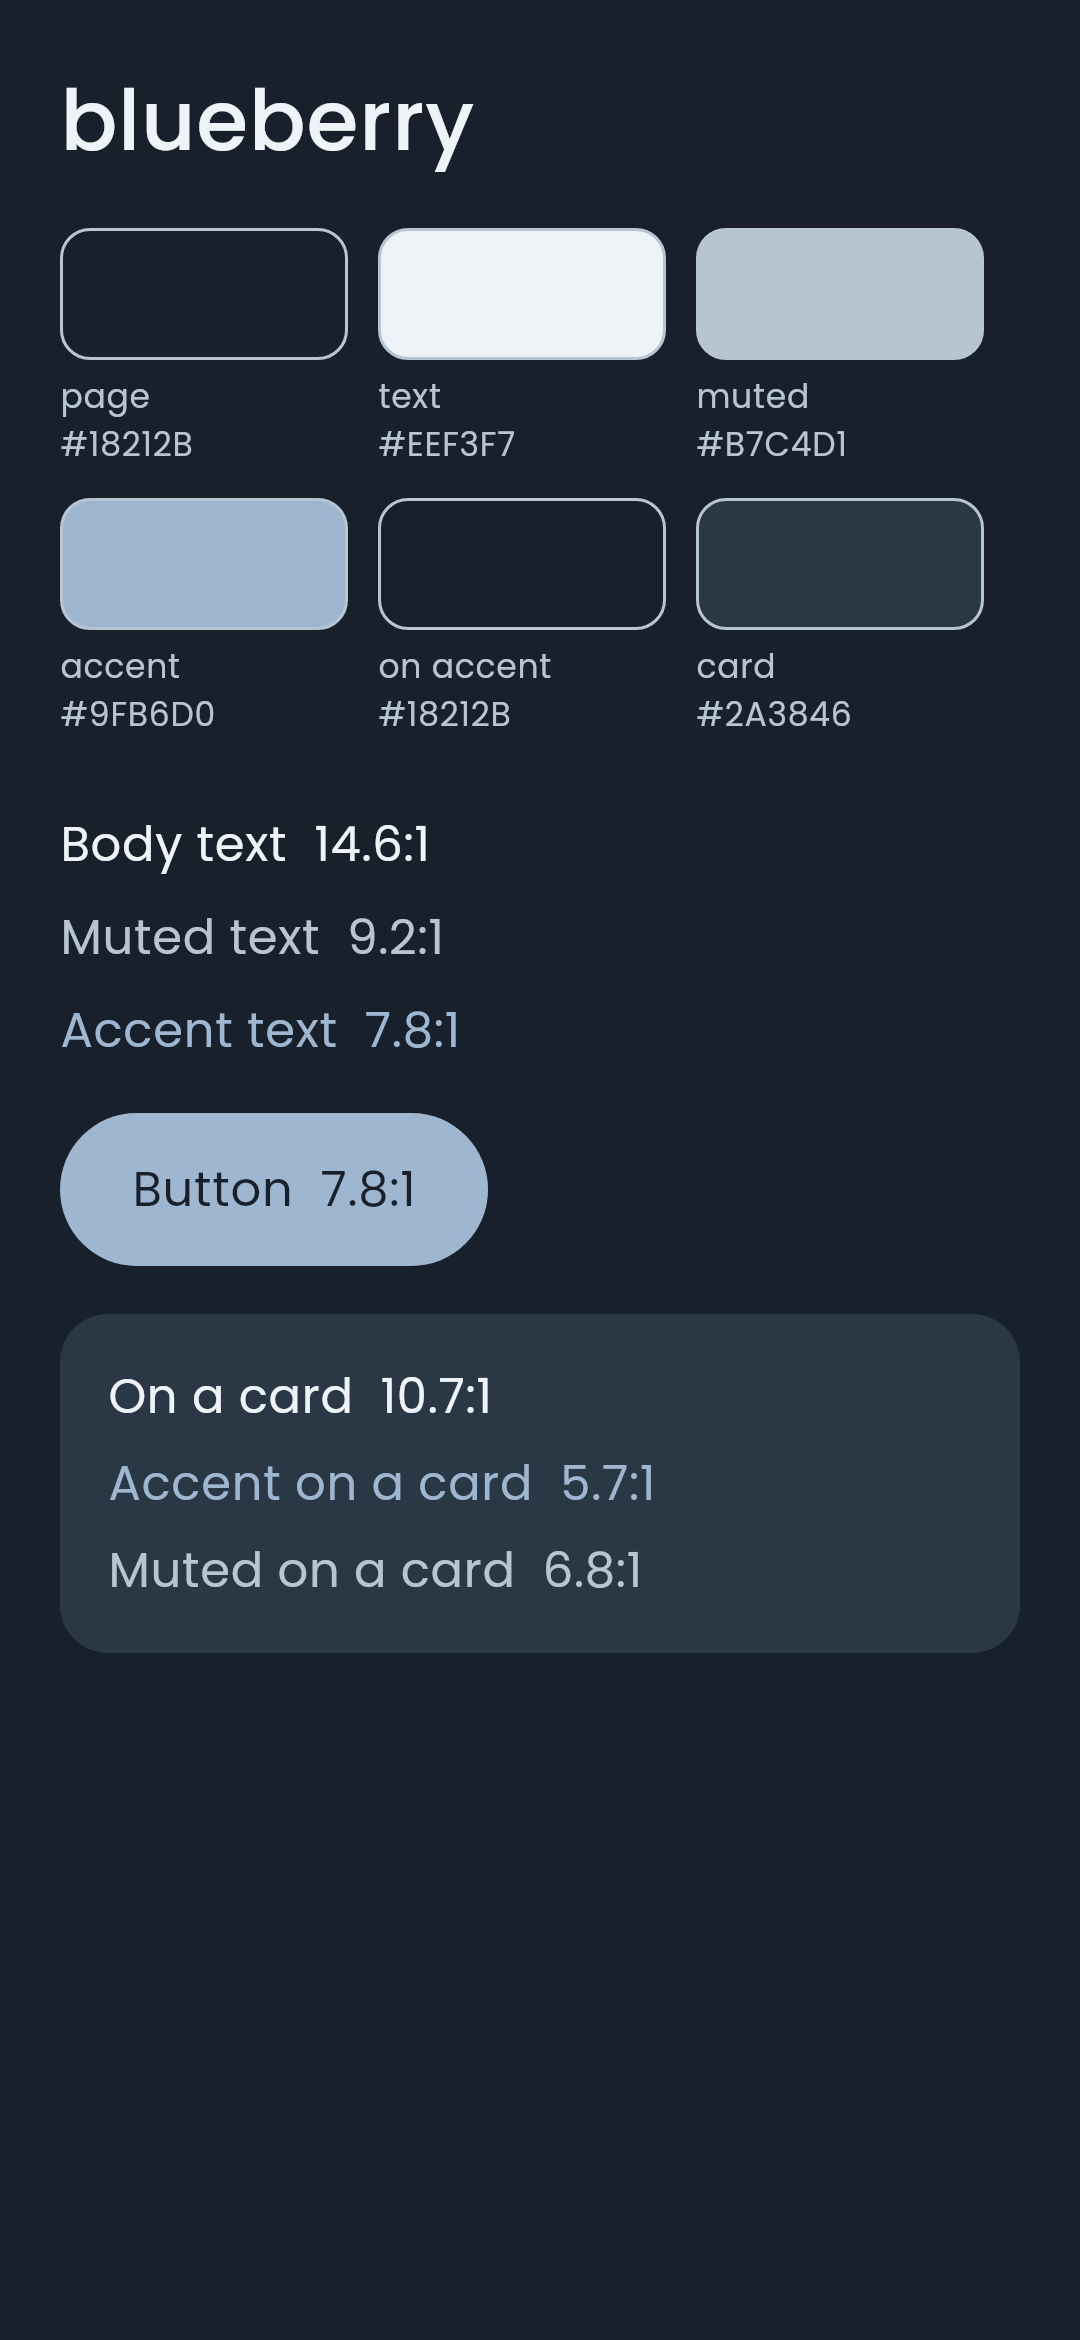 blueberry
page
#18212B
text
#EEF3F7
muted
#B7C4D1
accent
#9FB6D0
on accent
#18212B
card
#2A3846
Body text 14.6:1
Muted text 9.2:1
Accent text 7.8:1
Button 7.8:1
On a card 10.7:1
Accent on a card 5.7:1
Muted on a card 6.8:1